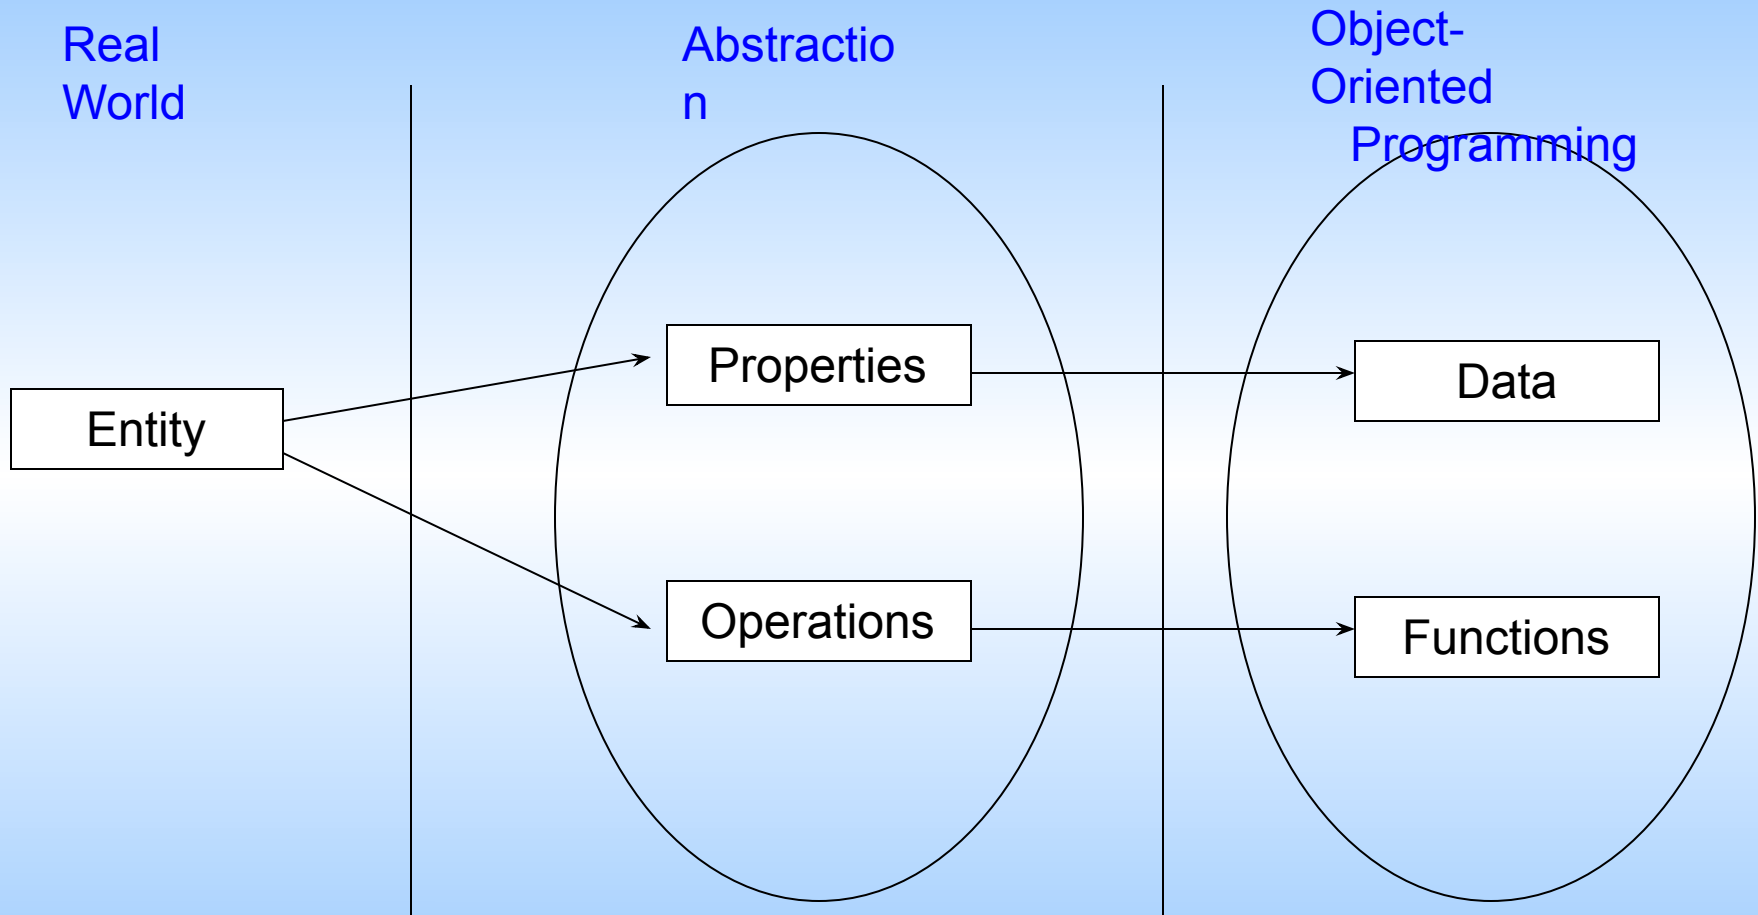 Real
World
Abstractio
n
Object-
Oriented
Programming
Entity
Properties
Operations
Data
Functions